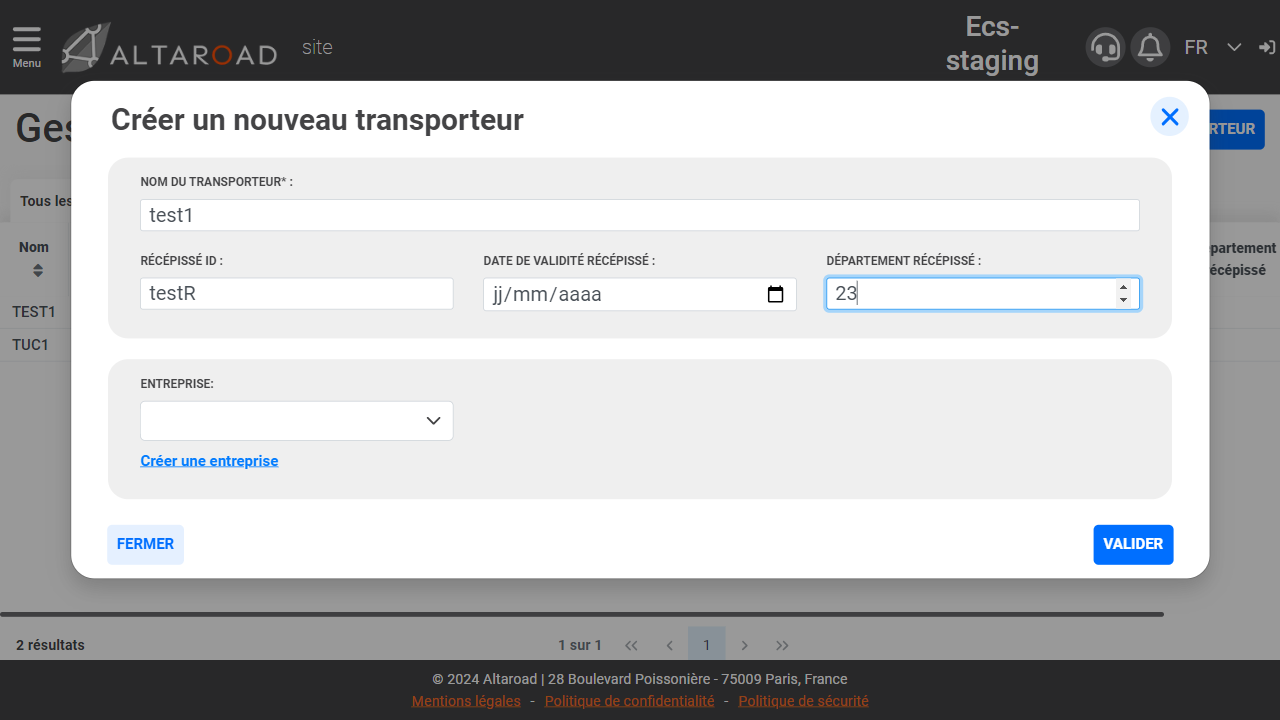 Menu
ALTAROAD
site
Ecs-
staging
FR
Créer un nouveau transporteur
RTEUR
Tous les
Nom
partement
écépissé
TEST1
TUC1
NOM DU TRANSPORTEUR* :
test1
RÉCÉPISSÉ ID :
DATE DE VALIDITÉ RÉCÉPISSÉ :
DÉPARTEMENT RÉCÉPISSÉ :
testR
jj/mm/aaaa
23
ENTREPRISE:
Créer une entreprise
FERMER
VALIDER
2 résultats
1 sur 1
1
© 2024 Altaroad | 28 Boulevard Poissonière - 75009 Paris, France
Mentions légales - Politique de confidentialité - Politique de sécurité